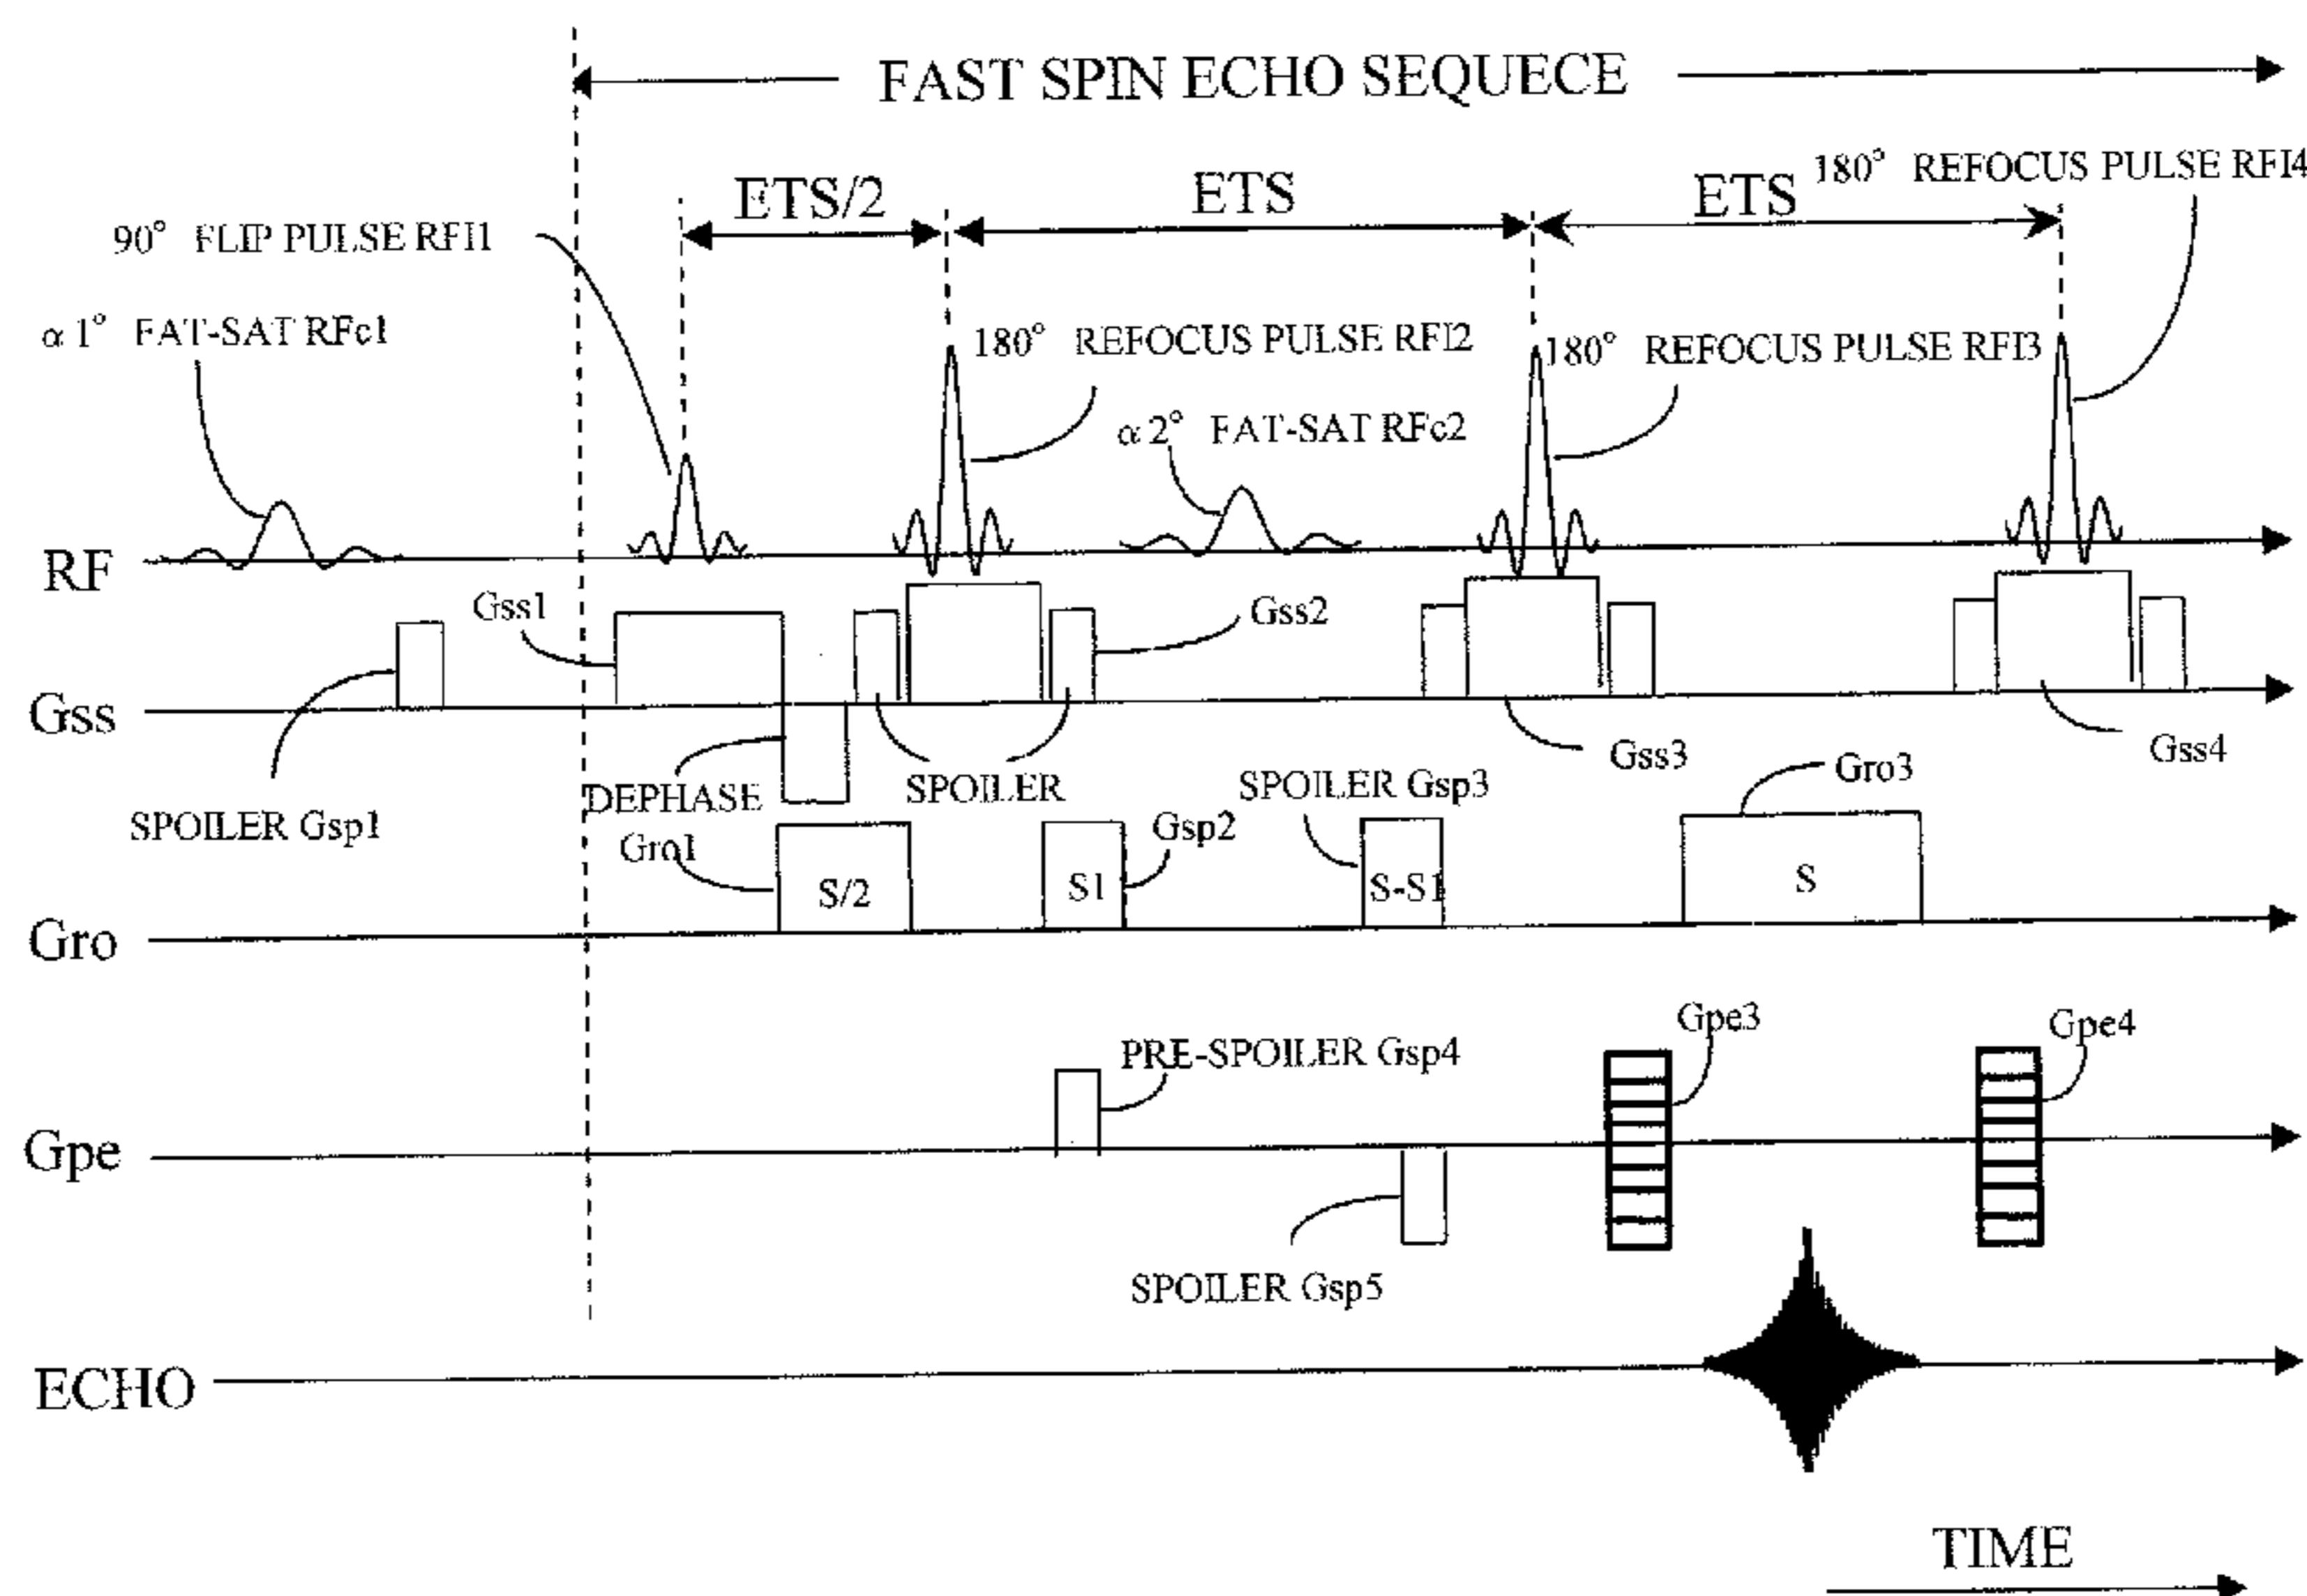 FAST SPIN ECHO SEQUECE
ETS/2
ETS
ETS
180° REFOCUS PULSE RFI4
90° FLIP PULSE RFI1
α1° FAT-SAT RFc1
180° REFOCUS PULSE RFI2
180° REFOCUS PULSE RFI3
α2° FAT-SAT RFc2
RF
Gss1
Gss2
Gss
Gss3
Gss4
SPOILER Gsp1
DEPHASE
SPOILER
SPOILER Gsp3
Gro3
Gro1
Gsp2
S/2
S1
S-S1
S
Gro
PRE-SPOILER Gsp4
Gpe3
Gpe4
Gpe
SPOILER Gsp5
ECHO
TIME